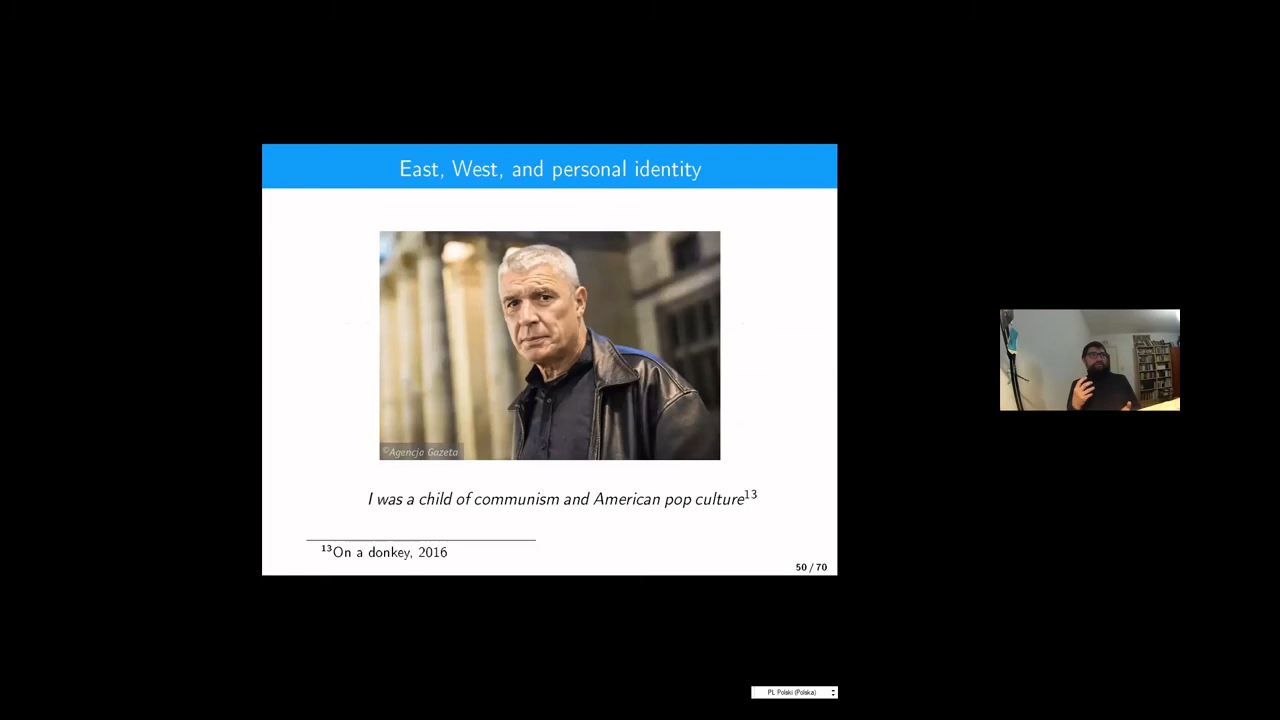 East, West, and personal identity
©Agencja Gazeta
I was a child of communism and American pop culture13
13On a donkey, 2016
50 / 70
PL Polski (Polska)